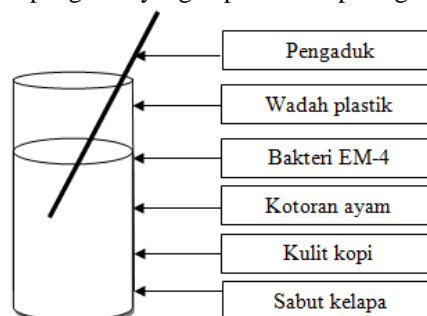 Pengaduk
Wadah plastik
Bakteri EM-4
Kotoran ayam
Kulit kopi
Sabut kelapa